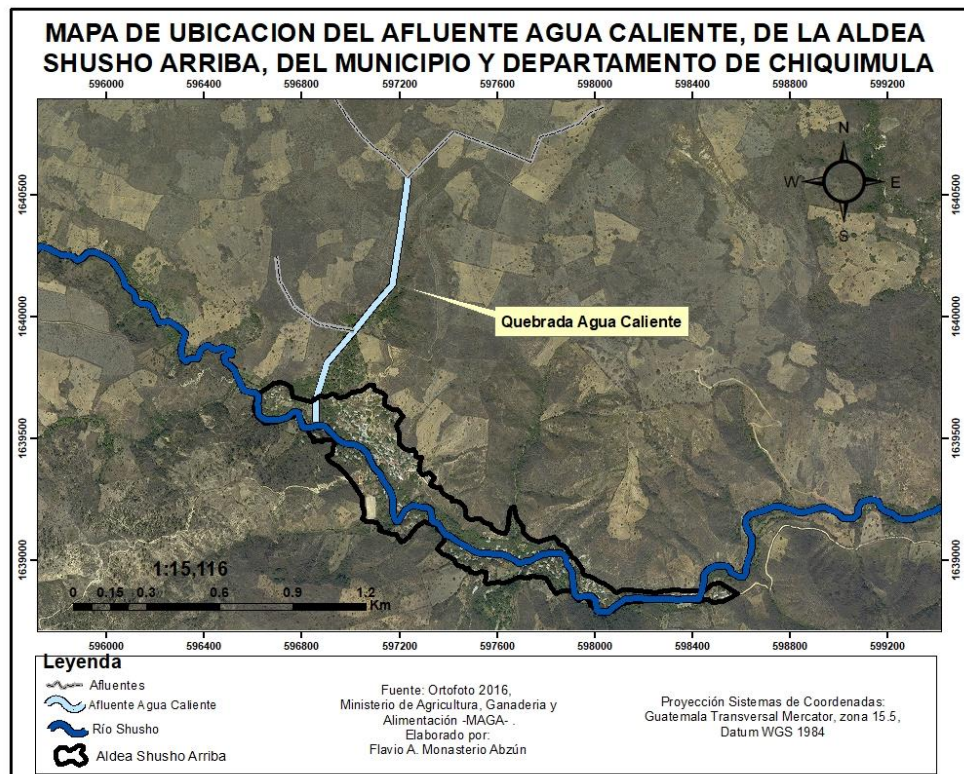 MAPA DE UBICACION DEL AFLUENTE AGUA CALIENTE, DE LA ALDEA
SHUSHO ARRIBA, DEL MUNICIPIO Y DEPARTAMENTO DE CHIQUIMULA
596000 596400 596800 597200 597600 598000 598400 598800 599200
N
W E
S
1640500 1640500
1640000 1640000
Quebrada Agua Caliente
1639500 1639500
1639000 1639000
1:15,116
0 0.15 0.3 0.6 0.9 1.2
Km
596000 596400 596800 597200 597600 598000 598400 598800 599200
Leyenda
Afluentes
Afluente Agua Caliente
Río Shusho
Aldea Shusho Arriba
Fuente: Ortofoto 2016,
Ministerio de Agricultura, Ganaderia y
Alimentación -MAGA- .
Elaborado por:
Flavio A. Monasterio Abzún
Proyección Sistemas de Coordenadas:
Guatemala Transversal Mercator, zona 15.5,
Datum WGS 1984